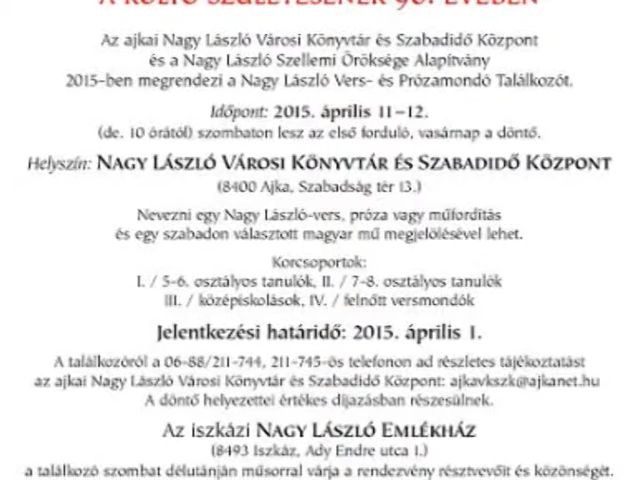 A KÖLTŐ SZÜLETÉSÉNEK 90. ÉVÉBEN
Az ajkai Nagy László Városi Könyvtár és Szabadidő Központ
és a Nagy László Szellemi Öröksége Alapítvány
2015-ben megrendezi a Nagy László Vers- és Prózamondó Találkozót.
Időpont: 2015. április 11–12.
(de. 10 órától) szombaton lesz az első forduló, vasárnap a döntő.
Helyszín: NAGY LÁSZLÓ VÁROSI KÖNYVTÁR ÉS SZABADIDŐ KÖZPONT
(8400 Ajka, Szabadság tér 13.)
Nevezni egy Nagy László-vers, próza vagy műfordítás
és egy szabadon választott magyar mű megjelölésével lehet.
Korcsoportok:
I. / 5-6. osztályos tanulók, II. / 7-8. osztályos tanulók
III. / középiskolások, IV. / felnőtt versmondók
Jelentkezési határidő: 2015. április 1.
A találkozóról a 06-88/211-744, 211-745-ös telefonon ad részletes tájékoztatást
az ajkai Nagy László Városi Könyvtár és Szabadidő Központ: ajkavkszk@ajkanet.hu
A döntő helyezettei értékes díjazásban részesülnek.
Az iszkázi NAGY LÁSZLÓ EMLÉKHÁZ
(8493 Iszkáz, Ady Endre utca 1.)
a találkozó szombat délutánján műsorral várja a rendezvény résztvevőit és közönségét.